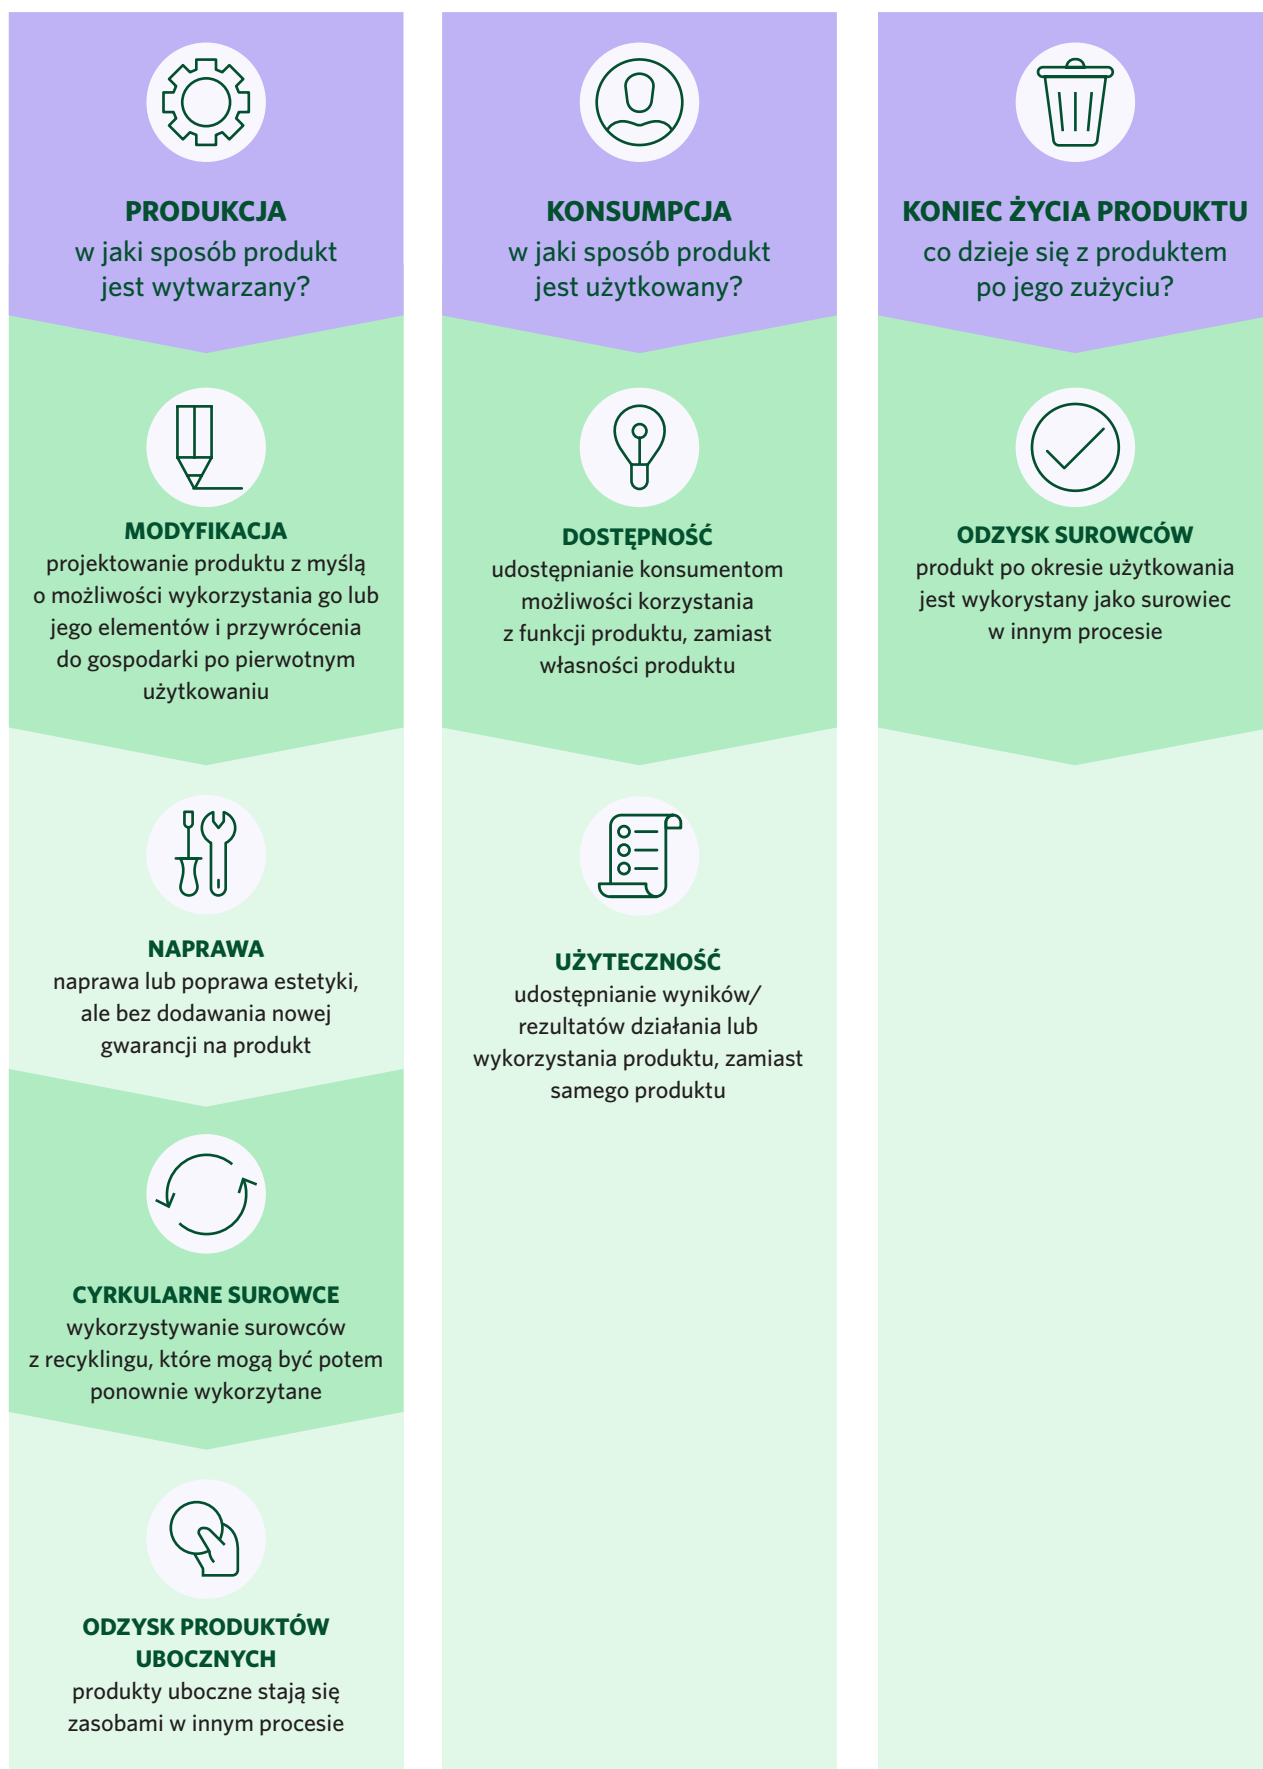 PRODUKCJA
w jaki sposób produkt
jest wytwarzany?
MODYFIKACJA
projektowanie produktu z myślą
o możliwości wykorzystania go lub
jego elementów i przywrócenia
do gospodarki po pierwotnym
użytkowaniu
NAPRAWA
naprawa lub poprawa estetyki,
ale bez dodawania nowej
gwarancji na produkt
CYRKULARNE SUROWCE
wykorzystywanie surowców
z recyklingu, które mogą być potem
ponownie wykorzytane
ODZYSK PRODUKTÓW
UBOCZNYCH
produkty uboczne stają się
zasobami w innym procesie
KONSUMPCJA
w jaki sposób produkt
jest użytkowany?
DOSTĘPNOŚĆ
udostępnianie konsumentom
możliwości korzystania
z funkcji produktu, zamiast
własności produktu
UŻYTECZNOŚĆ
udostępnianie wyników/
rezultatów działania lub
wykorzystania produktu, zamiast
samego produktu
KONIEC ŻYCIA PRODUKTU
co dzieje się z produktem
po jego zużyciu?
ODZYSK SUROWCÓW
produkt po okresie użytkowania
jest wykorystany jako surowiec
w innym procesie